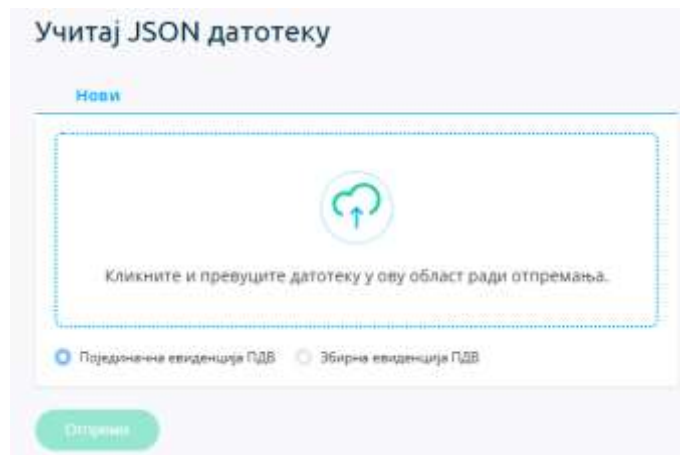 Учитај JSON датотеку
Нови
Кликните и превуците датотеку у ову област ради отпремања.
Појединачна евиденција ПДВ Збирна евиденција ПДВ
Отпреми